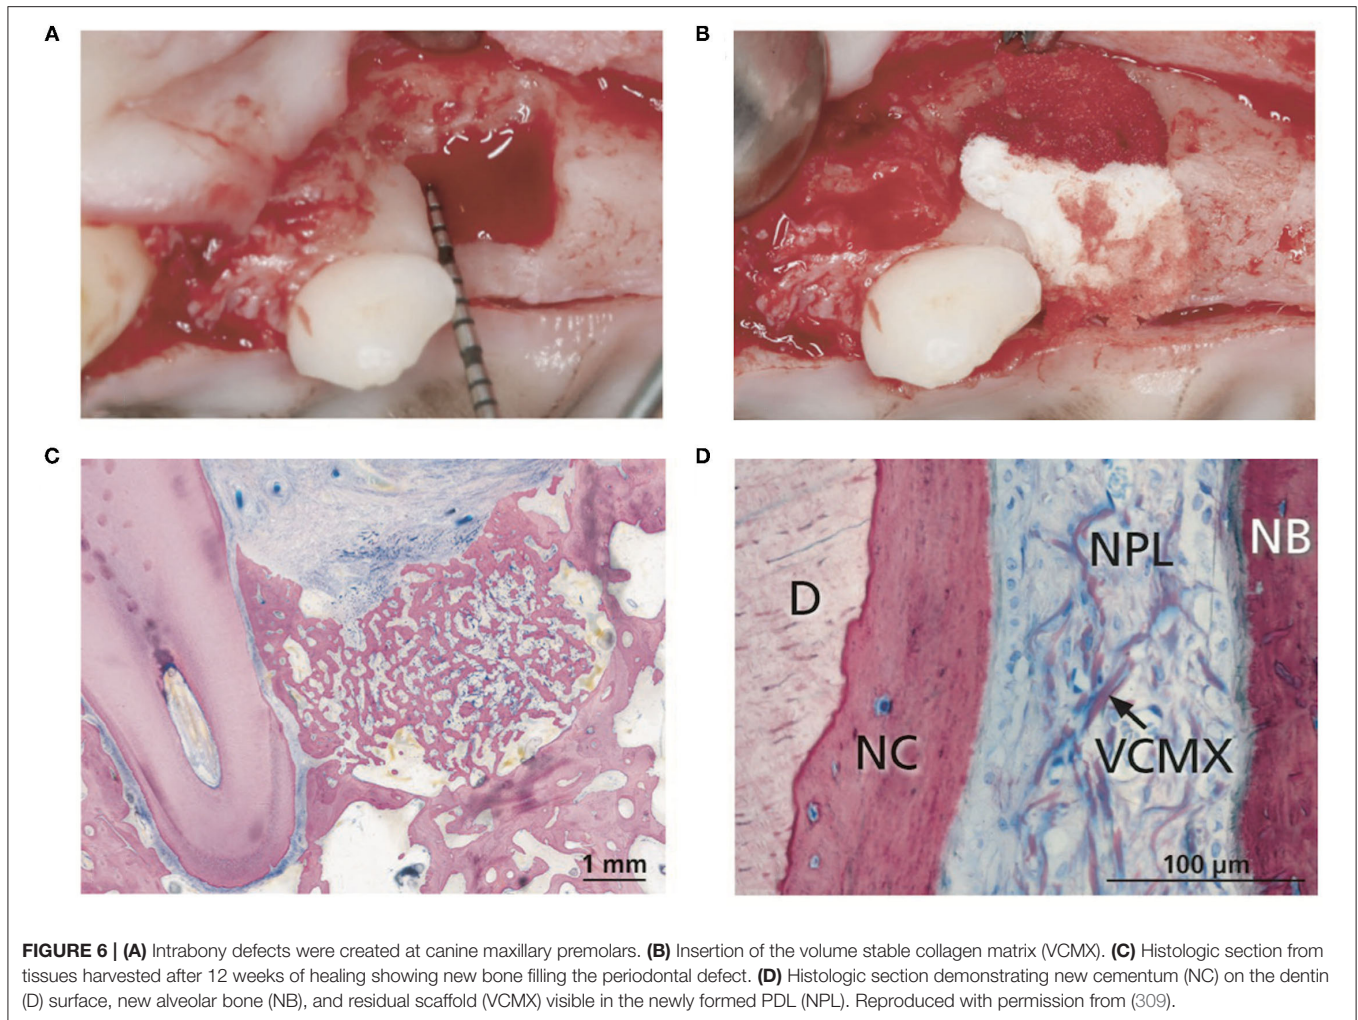 A
B
C
D
D
NC
NPL
VCMX
NB
1 mm
100 µm
FIGURE 6 | (A) Intrabony defects were created at canine maxillary premolars. (B) Insertion of the volume stable collagen matrix (VCMX). (C) Histologic section from
tissues harvested after 12 weeks of healing showing new bone filling the periodontal defect. (D) Histologic section demonstrating new cementum (NC) on the dentin
(D) surface, new alveolar bone (NB), and residual scaffold (VCMX) visible in the newly formed PDL (NPL). Reproduced with permission from (309).